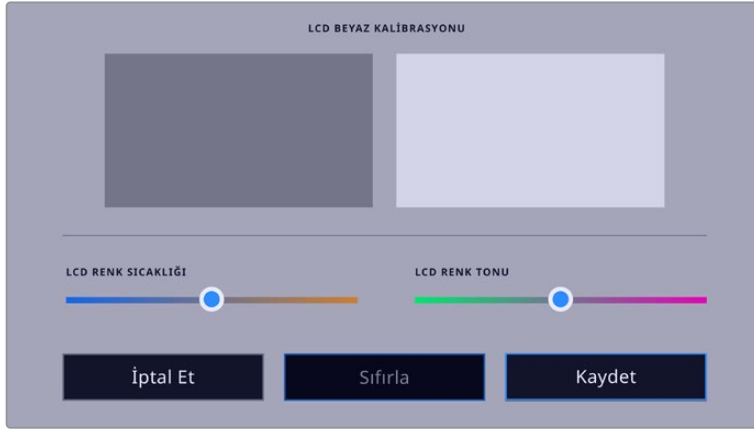 LCD BEYAZ KALİBRASYONU
LCD RENK SICAKLIĞI
LCD RENK TONU
İptal Et
Sıfırla
Kaydet